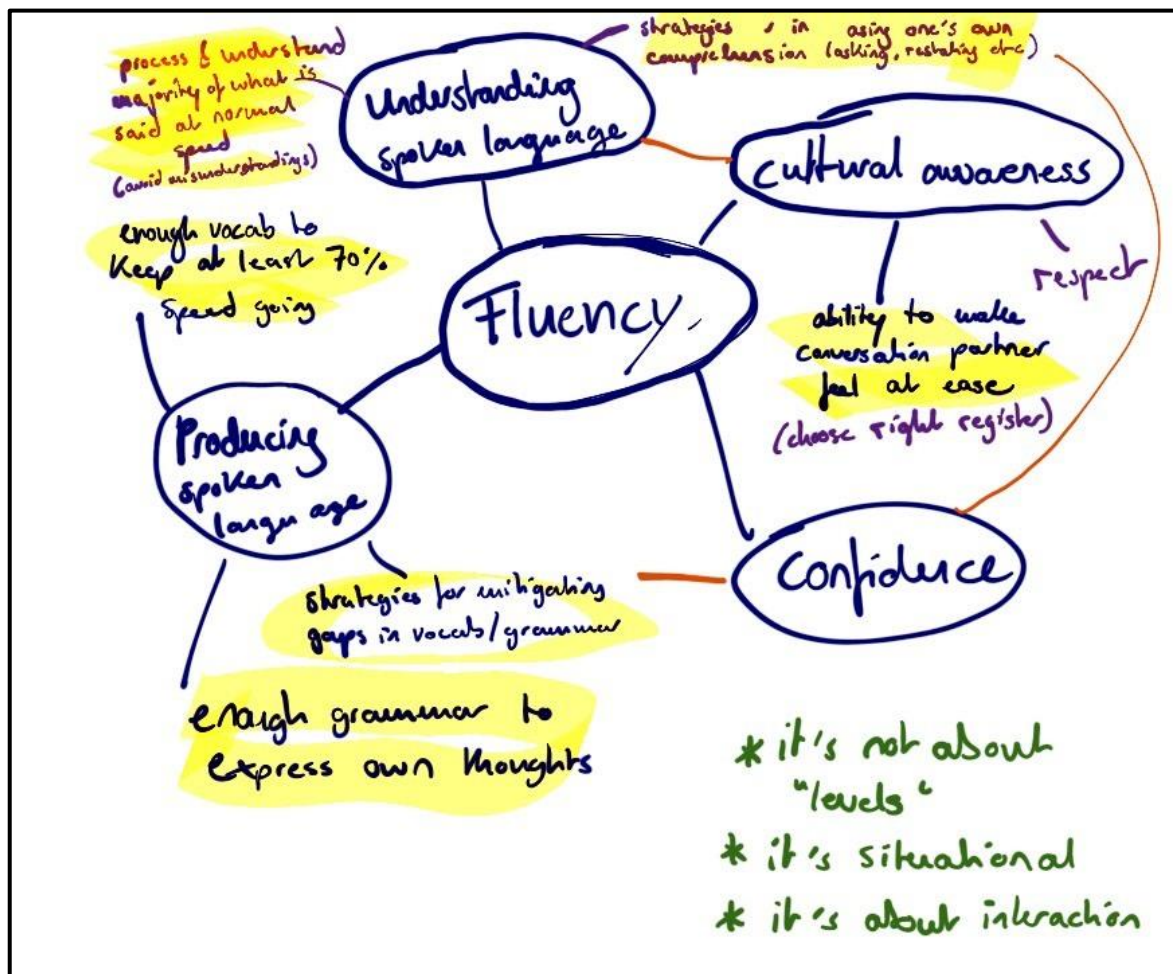 process & understand
majority of what is
said at normal
speed
(avoid misunderstandings)
Understanding
spoken language
strategies in using one's own
comprehension (asking, restating etc)
cultural awareness
respect
ability to make
conversation partner
feel at ease
(choose right register)
enough vocab to
keep at least 70%
speed going
Fluency
Producing
spoken
language
strategies for mitigating
gaps in vocab/grammar
enough grammar to
express own thoughts
Confidence
* it's not about
"levels"
* it's situational
* it's about interaction